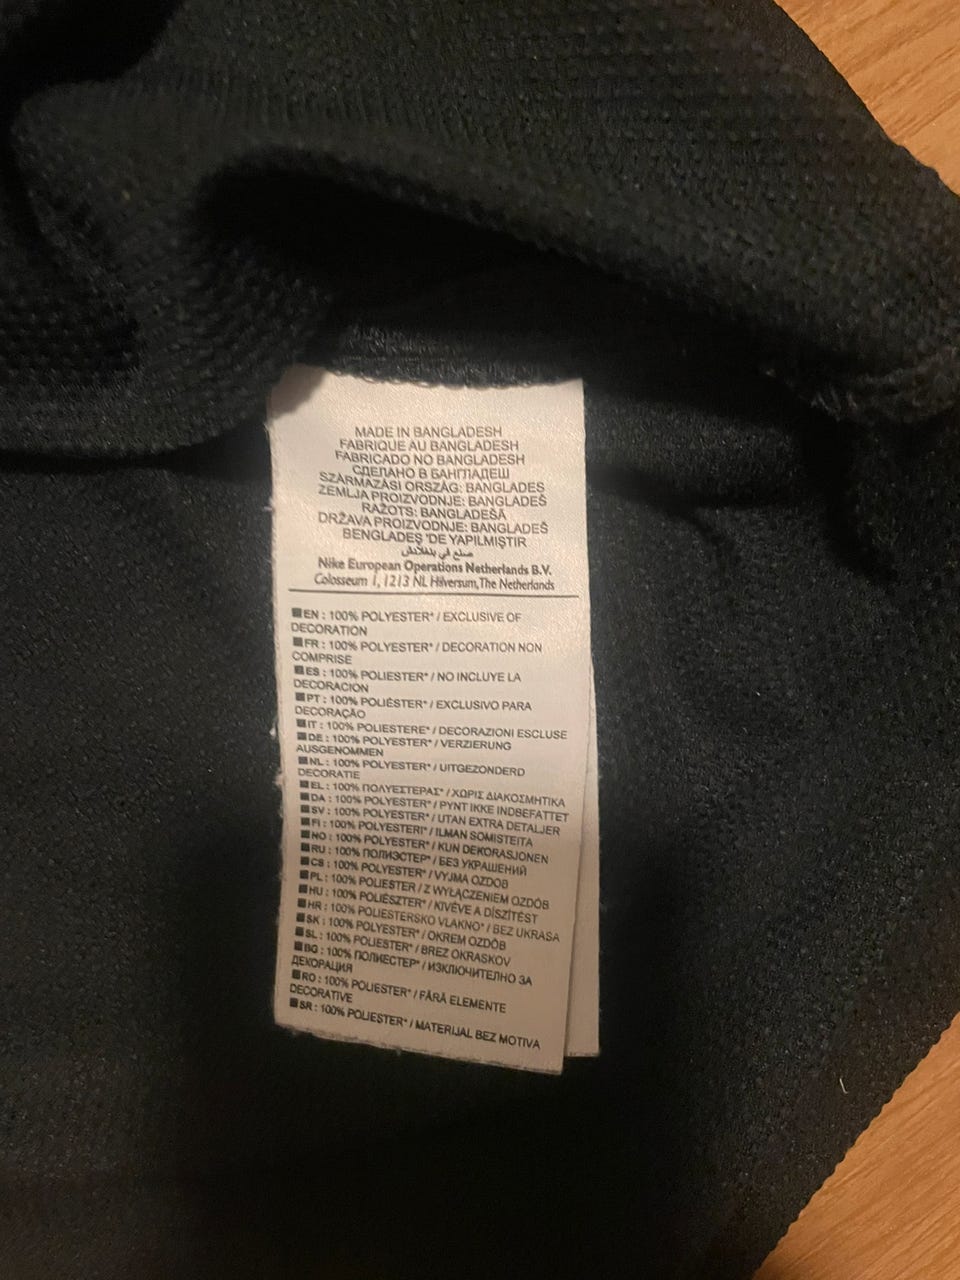 MADE IN BANGLADESH
FABRIQUE AU BANGLADESH
FABRICADO NO BANGLADESH
СДЕЛАНО В БАНГЛАДЕШ
SZÁRMAZÁSI ORSZÁG: BANGLADES
ZEMLJA PROIZVODNJE: BANGLADEŠ
RAŽOTS: BANGLADEŠĀ
DRŽAVA PROIZVODNJE: BANGLADEŠ
BENGLADEŞ 'DE YAPILMIŞTIR
صنع في بنغلادش
Nike European Operations Netherlands B.V.
Colosseum 1, 1213 NL Hilversum, The Netherlands
EN : 100% POLYESTER* / EXCLUSIVE OF
DECORATION
FR : 100% POLYESTER* / DECORATION NON
COMPRISE
ES : 100% POLIESTER* / NO INCLUYE LA
DECORACION
PT : 100% POLIÉSTER* / EXCLUSIVO PARA
DECORAÇÃO
IT : 100% POLIESTERE* / DECORAZIONI ESCLUSE
DE : 100% POLYESTER* / VERZIERUNG
AUSGENOMMEN
NL : 100% POLYESTER* / UITGEZONDERD
DECORATIE
EL : 100% ΠΟΛΥΕΣΤΕΡΑΣ* / ΧΩΡΙΣ ΔΙΑΚΟΣΜΗΤΙΚΑ
DA : 100% POLYESTER* / PYNT IKKE INDBEFATTET
SV : 100% POLYESTER* / UTAN EXTRA DETALJER
FI : 100% POLYESTERI* / ILMAN SOMISTEITA
NO : 100% POLYESTER* / KUN DEKORASJONEN
RU : 100% ПОЛИЭСТЕР* / БЕЗ УКРАШЕНИЙ
CS : 100% POLYESTER* / VYJMA OZDOB
PL : 100% POLIESTER / Z WYŁĄCZENIEM OZDÓB
HU : 100% POLIÉSZTER* / KIVÉVE A DÍSZÍTÉST
HR : 100% POLIESTERSKO VLAKNO* / BEZ UKRASA
SK : 100% POLYESTER* / OKREM OZDÔB
SL : 100% POLIESTER* / BREZ OKRASKOV
BG : 100% ПОЛИЕСТЕР* / ИЗКЛЮЧИТЕЛНО ЗА
ДЕКОРАЦИЯ
RO : 100% POLIESTER* / FĂRĂ ELEMENTE
DECORATIVE
SR : 100% POLIESTER* / MATERIJAL BEZ MOTIVA